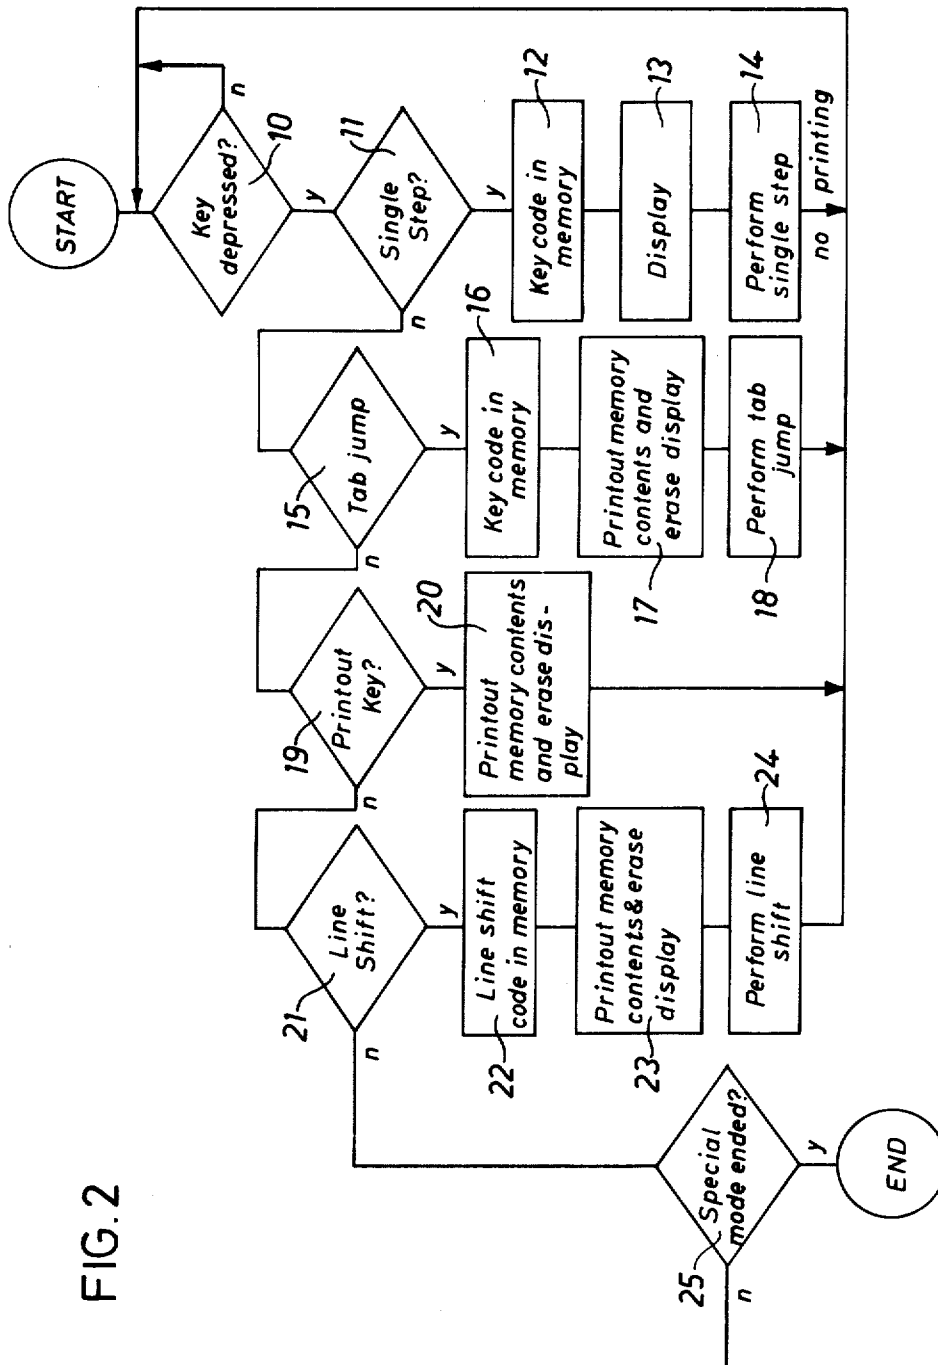 START
Key
depressed?
10
n
y
Single
Step?
11
n
y
Key code in
memory
12
Display
13
Perform
single step
14
no printing
Tab jump
15
n
y
Key code in
memory
16
Printout memory
contents and
erase display
17
Perform tab
jump
18
Printout
Key?
19
n
y
Printout
memory contents
and erase dis-
play
20
Line
Shift?
21
n
y
Line shift
code in memory
22
Printout memory
contents & erase
display
23
Perform line
shift
24
Special
mode ended?
25
n
y
END
FIG. 2